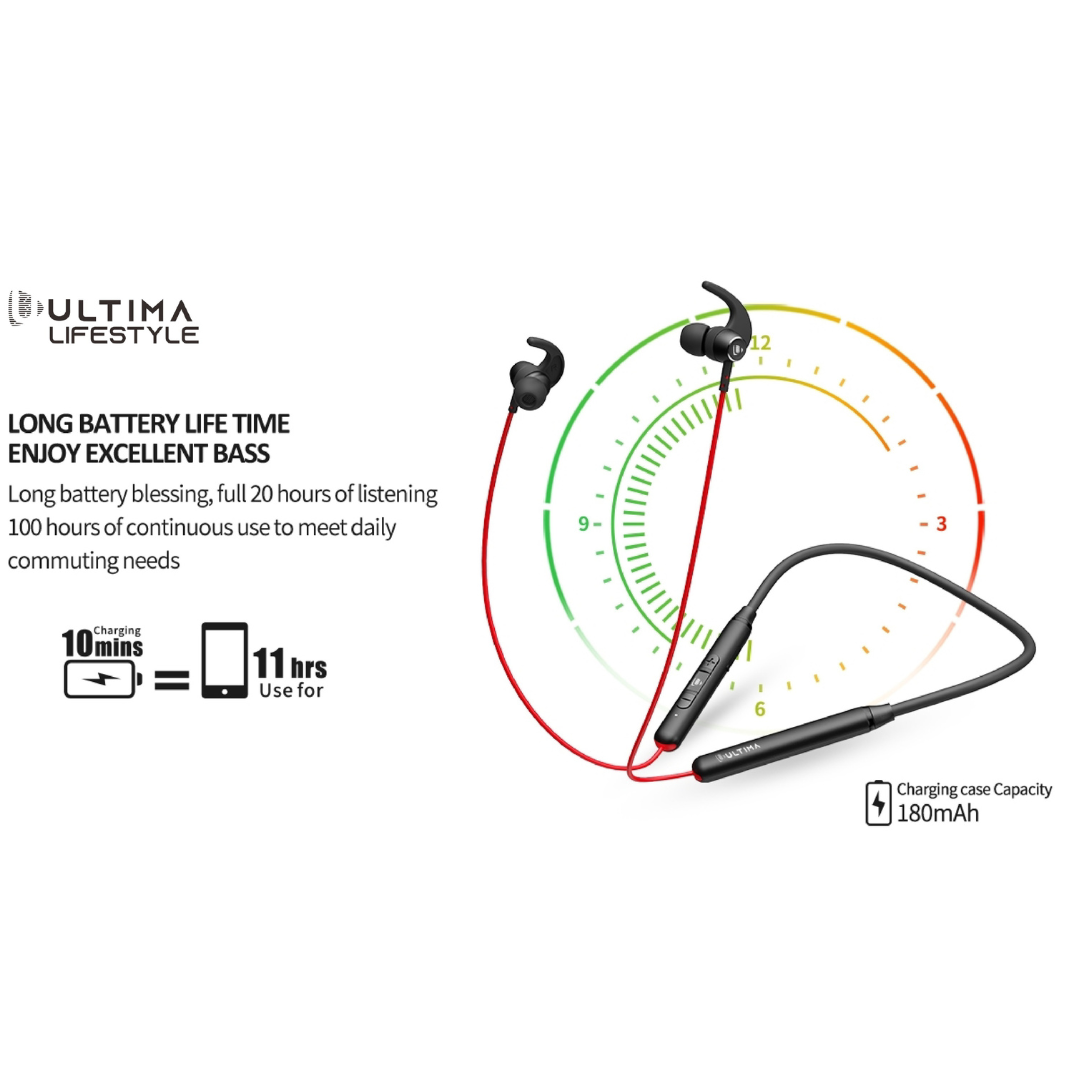 ULTIMA
LIFESTYLE
LONG BATTERY LIFE TIME
ENJOY EXCELLENT BASS
Long battery blessing, full 20 hours of listening
100 hours of continuous use to meet daily
commuting needs
Charging
10mins
11 hrs
Use for
12
9
3
6
ULTIMA
Charging case Capacity
180mAh